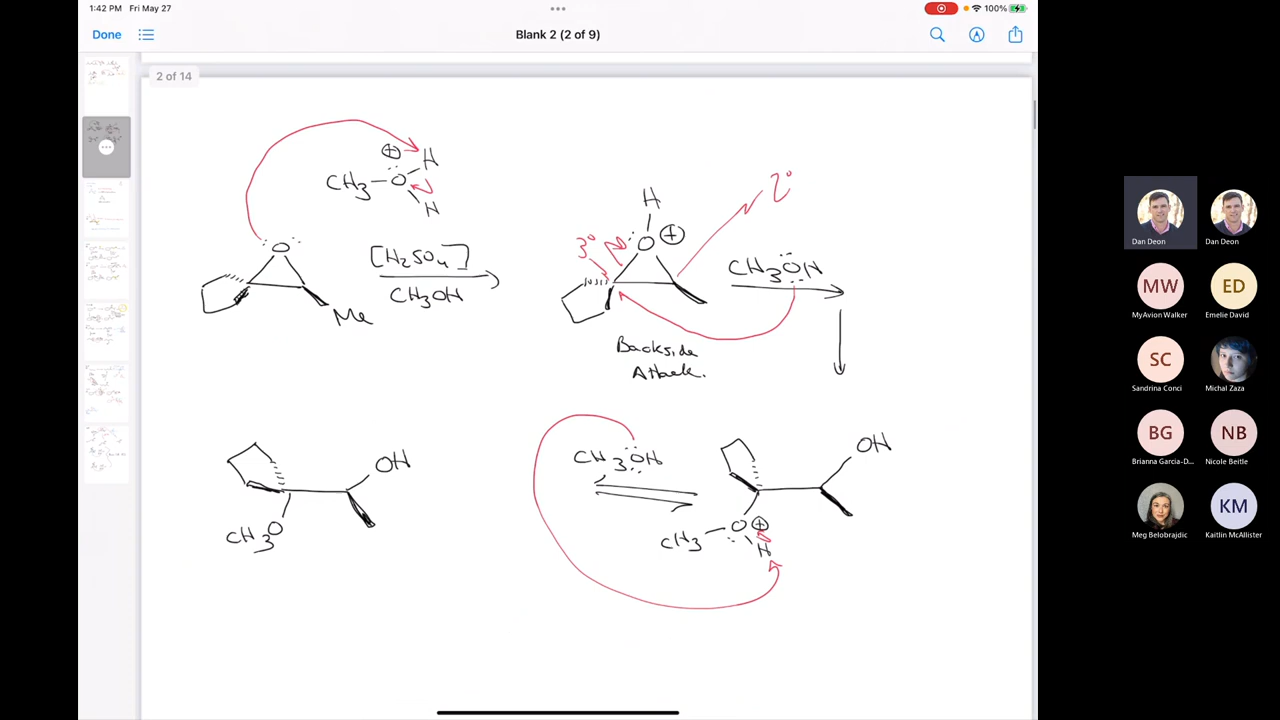 1:42 PM Fri May 27
100%
Done
Blank 2 (2 of 9)
2 of 14
H
CH3-O
H
[H2SO4]
CH3OH
O
Me
H
O
3°
2°
CH3OH
Backside
Attack.
OH
CH3O
CH3OH
OH
CH3
O
H
Dan Deon
Dan Deon
MW
ED
MyAvion Walker
Emelie David
SC
Sandrina Conci
Michal Zaza
BG
NB
Brianna Garcia-D...
Nicole Beitle
KM
Meg Belobrajdic
Kaitlin McAllister